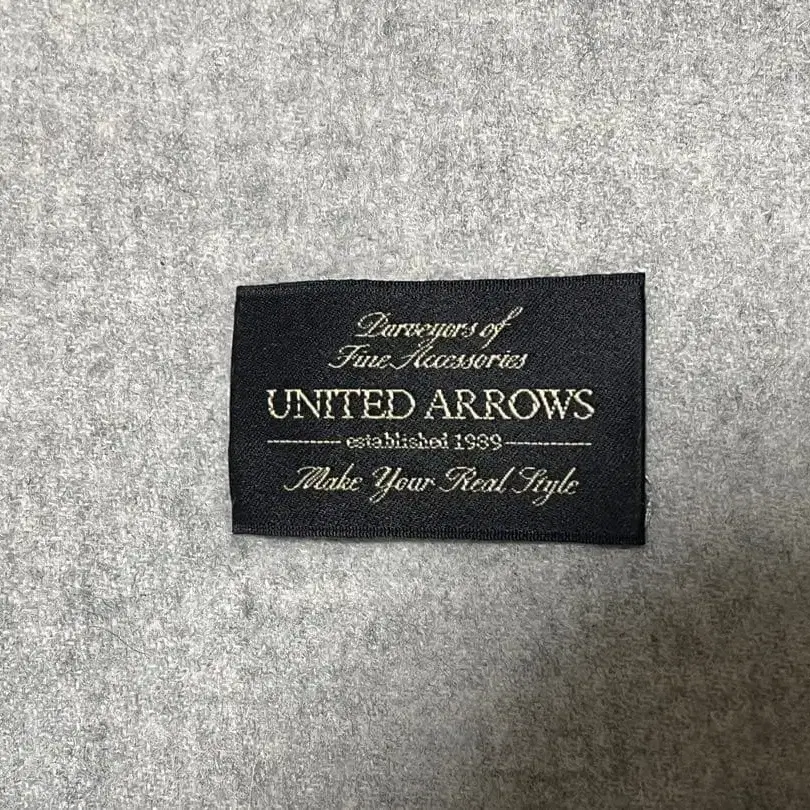 Purveyors of
Fine Accessories
UNITED ARROWS
established 1989
Make Your Real Style